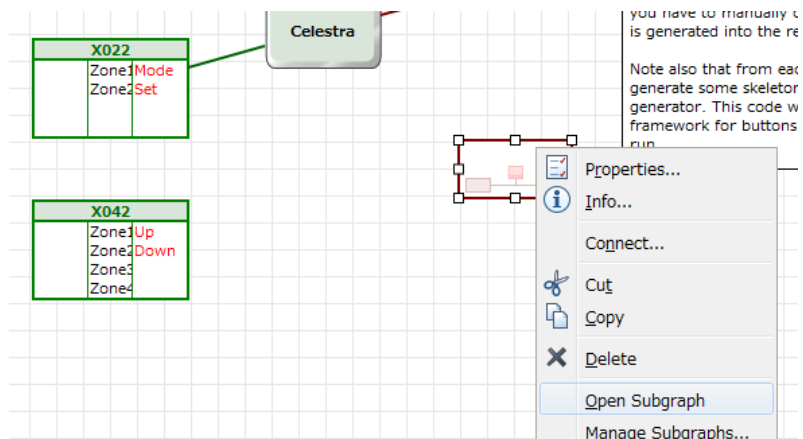 X022
Zone1 Mode
Zone2 Set
Celestra
X042
Zone1 Up
Zone2 Down
Zone3
Zone4
you have to manually
is generated into the re
Note also that from eac
generate some skeletor
generator. This code w
framework for buttons
run
Properties...
Info...
Connect...
Cut
Copy
Delete
Open Subgraph
Manage Subgraphs...